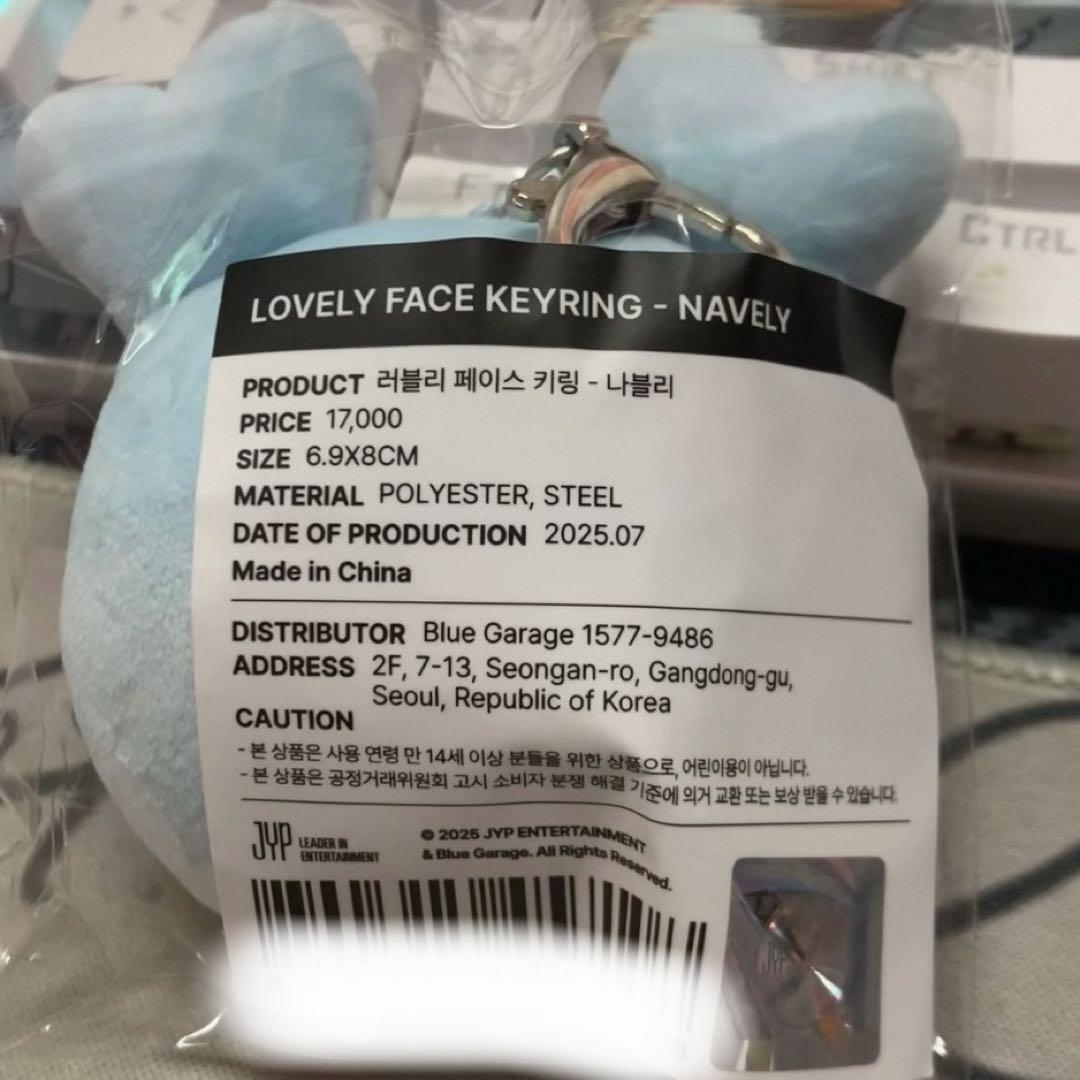 CTRL
LOVELY FACE KEYRING - NAVELY
PRODUCT 러블리 페이스 키링 - 나블리
PRICE 17,000
SIZE 6.9X8CM
MATERIAL POLYESTER, STEEL
DATE OF PRODUCTION 2025.07
Made in China
DISTRIBUTOR Blue Garage 1577-9486
ADDRESS 2F, 7-13, Seongan-ro, Gangdong-gu,
Seoul, Republic of Korea
CAUTION
- 본 상품은 사용 연령 만 14세 이상 분들을 위한 상품으로, 어린이용이 아닙니다.
- 본 상품은 공정거래위원회 고시 소비자 분쟁 해결 기준에 의거 교환 또는 보상 받을 수 있습니다.
JYP LEADER IN
ENTERTAINMENT
© 2025 JYP ENTERTAINMENT
& Blue Garage. All Rights Reserved.
JYP